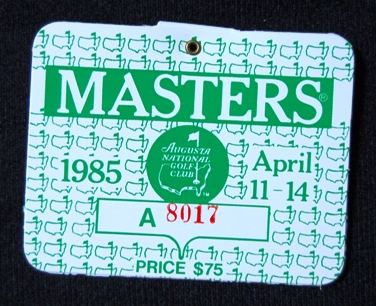 MASTERS®
1985
AUGUSTA
NATIONAL
GOLF
CLUB
April
11-14
A 8017
PRICE $75